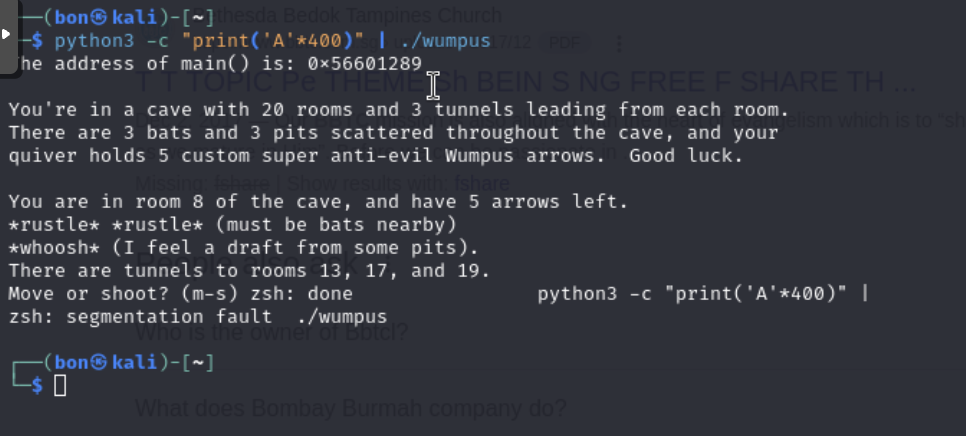 (bon㉿kali)-[~]
$ python3 -c "print('A'*400)" | ./wumpus
he address of main() is: 0×56601289
You're in a cave with 20 rooms and 3 tunnels leading from each room.
There are 3 bats and 3 pits scattered throughout the cave, and your
quiver holds 5 custom super anti-evil Wumpus arrows.  Good luck.
You are in room 8 of the cave, and have 5 arrows left.
*rustle* *rustle* (must be bats nearby)
*whoosh* (I feel a draft from some pits).
There are tunnels to rooms 13, 17, and 19.
Move or shoot? (m-s) zsh: done                python3 -c "print('A'*400)" |
zsh: segmentation fault  ./wumpus
┌──(bon㉿kali)-[~]
└─$
Bethesda Bedok Tampines Church
17/12 PDF
T T TOPIC Pe THEME Sh BEIN S NG FREE F SHARE TH ...
Missing: fshare | Show results with: fshare
People also ask
Who is the owner of Bbtcl?
What does Bombay Burmah company do?